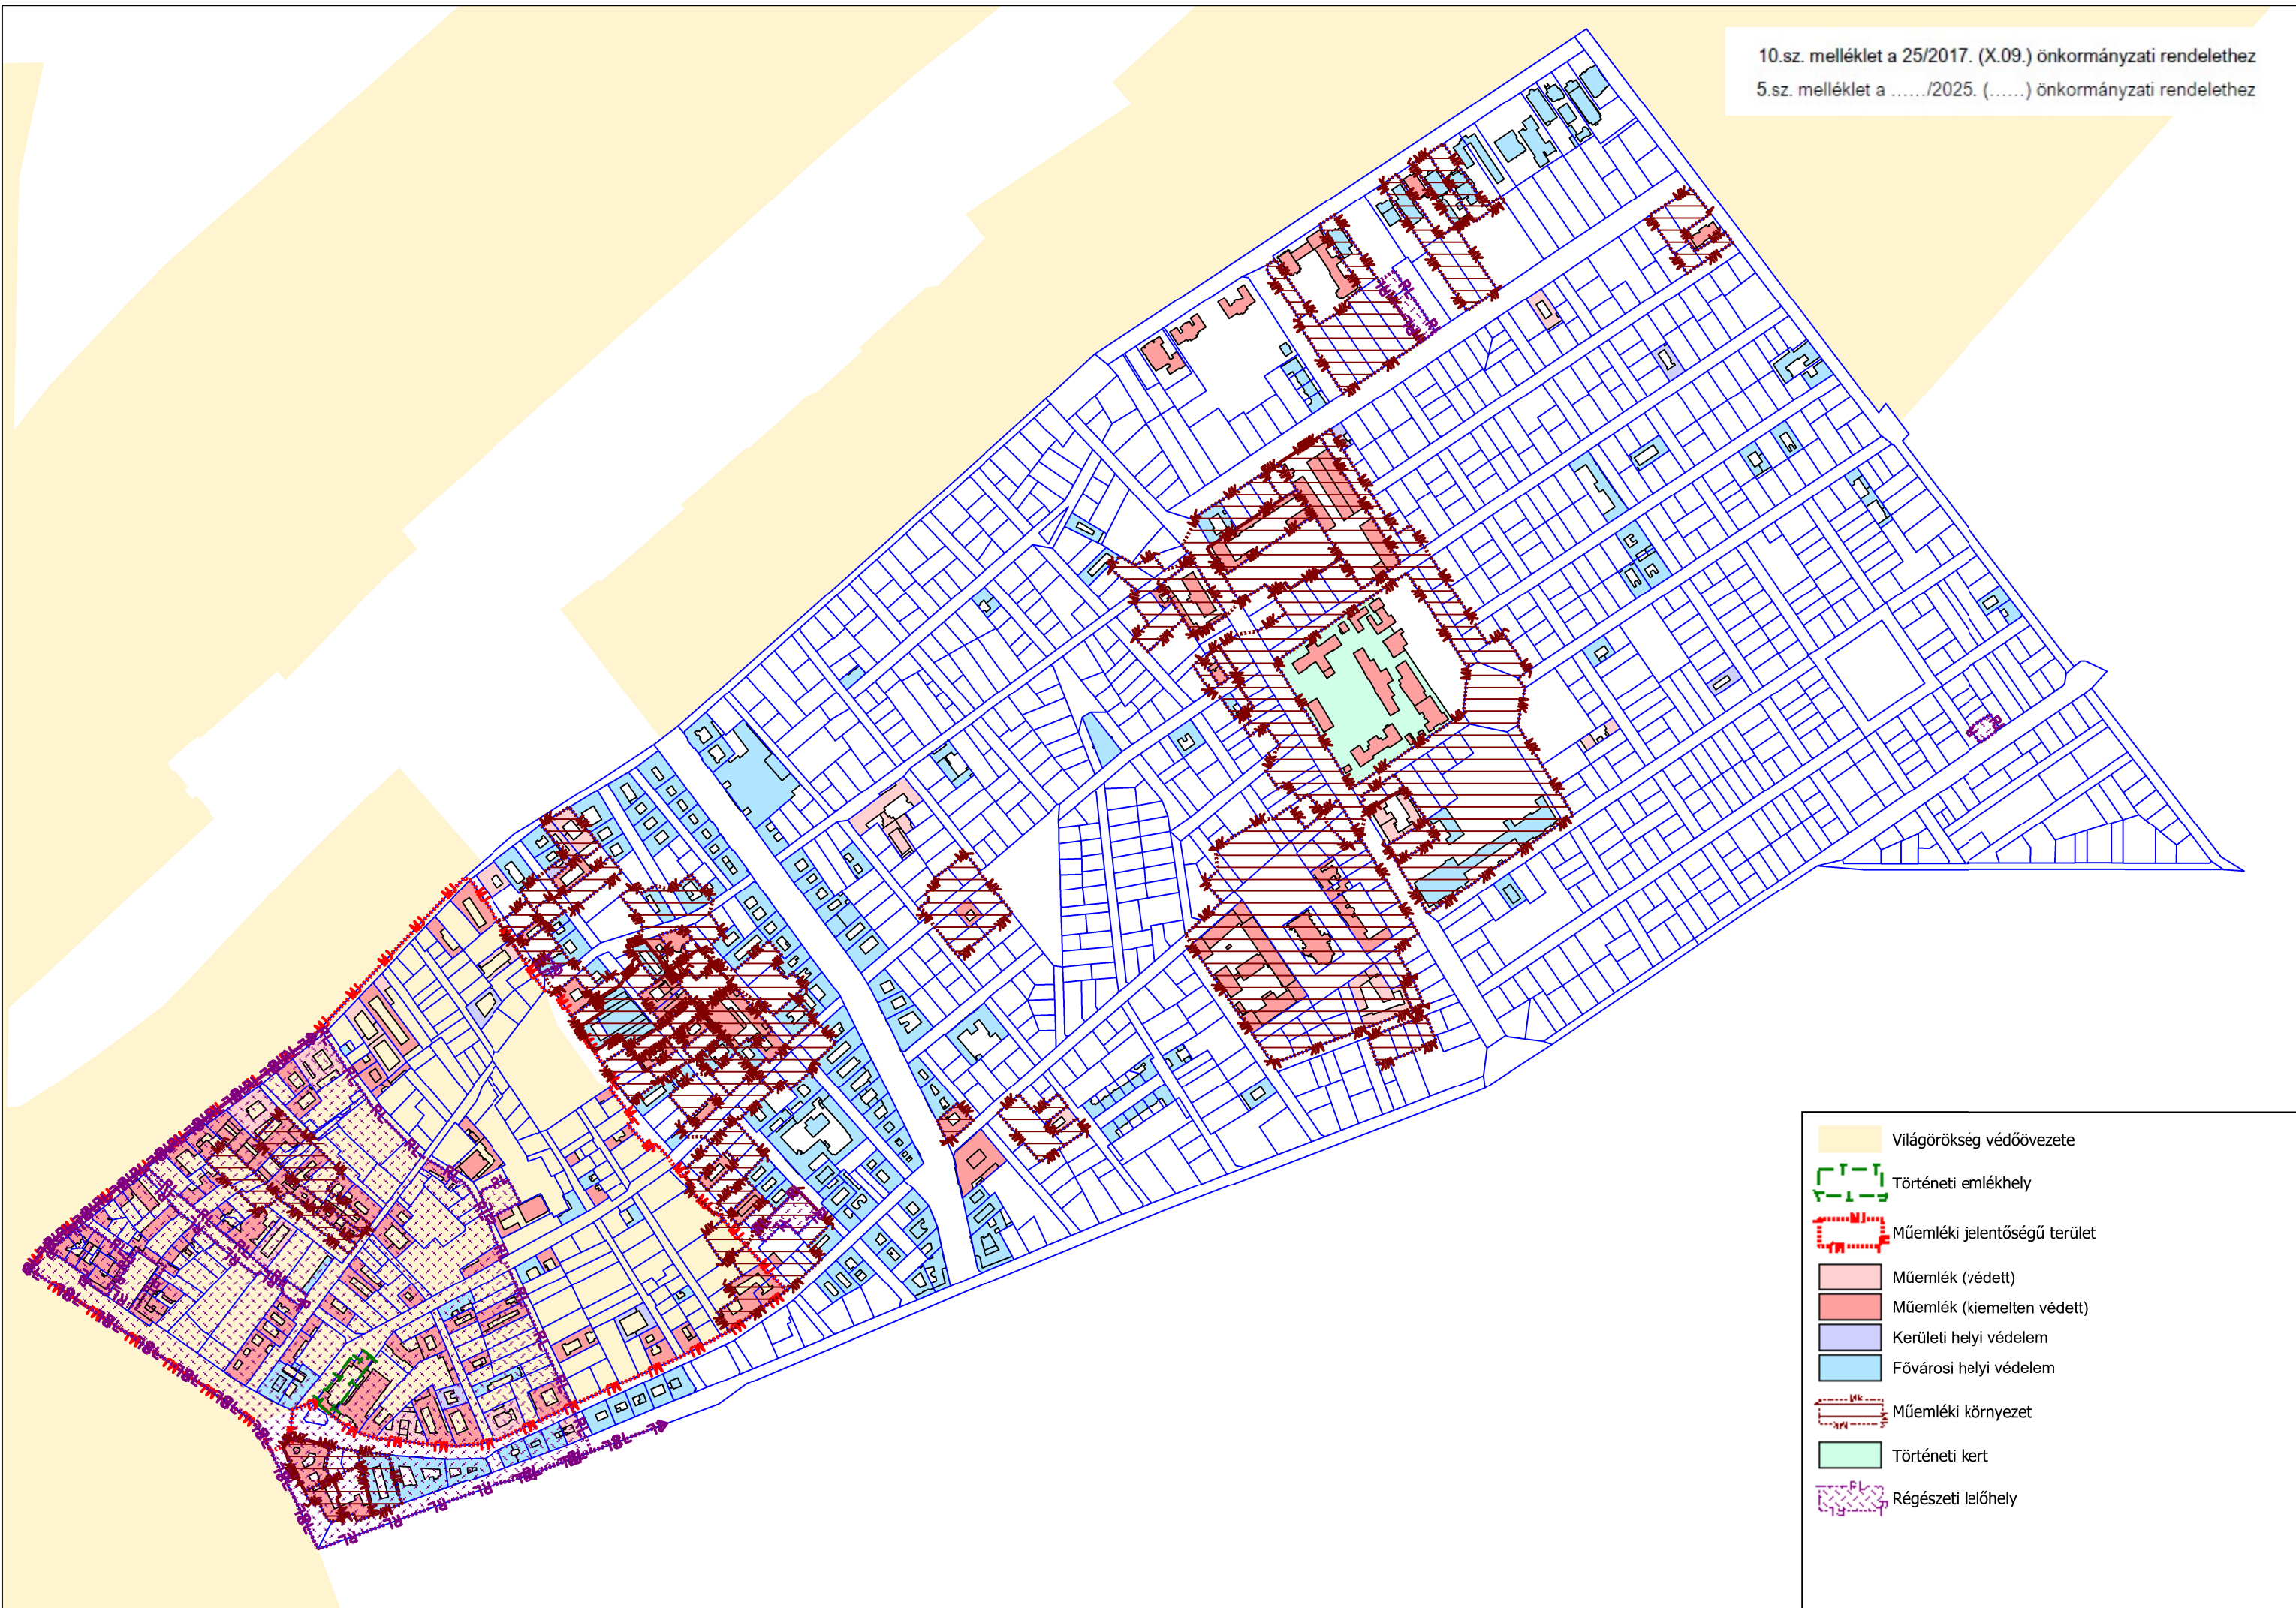 10.sz. melléklet a 25/2017. (X.09.) önkormányzati rendelethez
5.sz. melléklet a ....../2025. (......) önkormányzati rendelethez
Világörökség védőövezete
Történeti emlékhely
Műemléki jelentőségű terület
Műemlék (védett)
Műemlék (kiemelten védett)
Kerületi helyi védelem
Fővárosi helyi védelem
Műemléki környezet
Történeti kert
Régészeti lelőhely